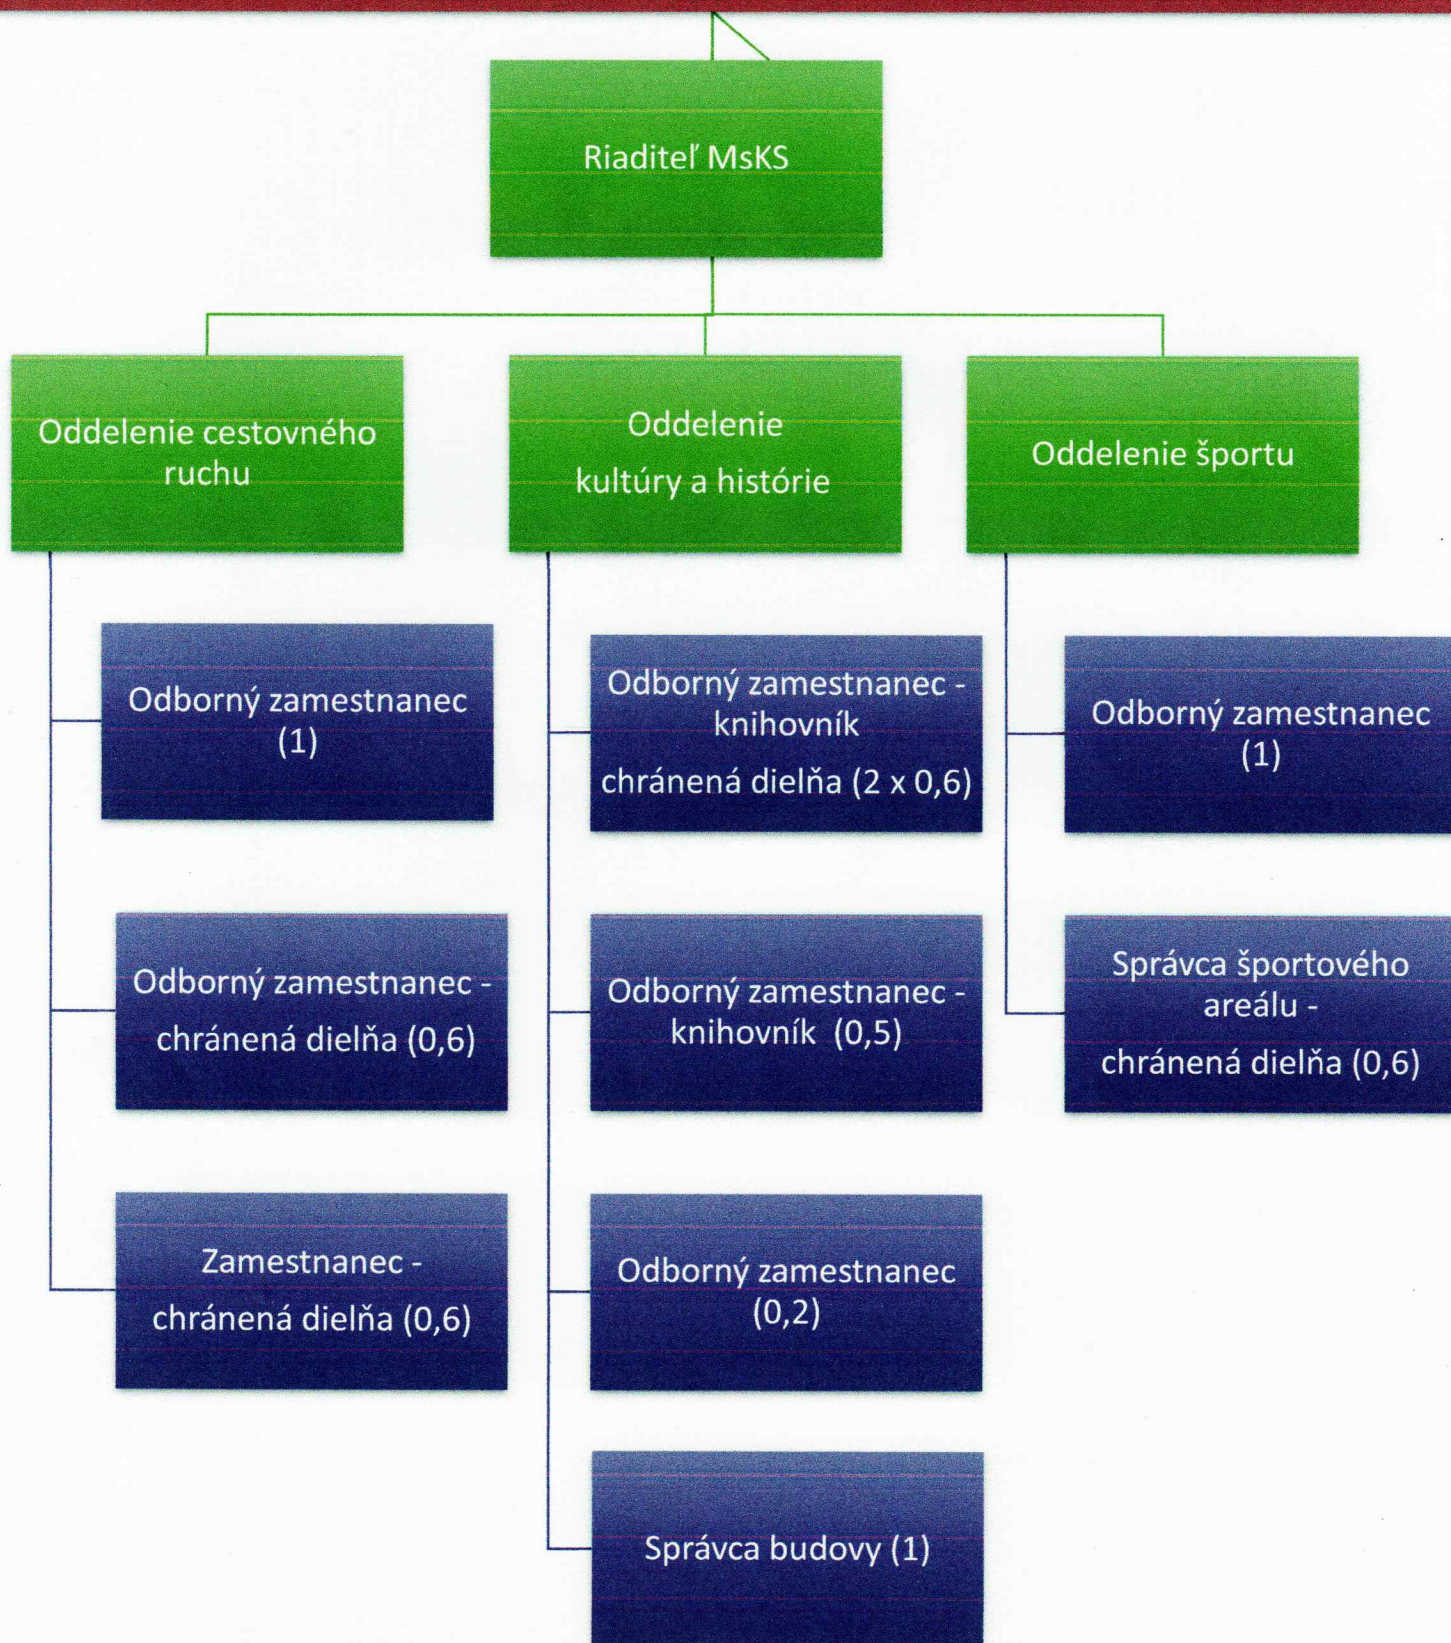 Riaditeľ MsKS
Oddelenie cestovného
ruchu
Oddelenie
kultúry a histórie
Oddelenie športu
Odborný zamestnanec
(1)
Odborný zamestnanec -
chránená dielňa (0,6)
Zamestnanec -
chránená dielňa (0,6)
Odborný zamestnanec -
knihovník
chránená dielňa (2 x 0,6)
Odborný zamestnanec -
knihovník (0,5)
Odborný zamestnanec
(0,2)
Správca budovy (1)
Odborný zamestnanec
(1)
Správca športového
areálu -
chránená dielňa (0,6)